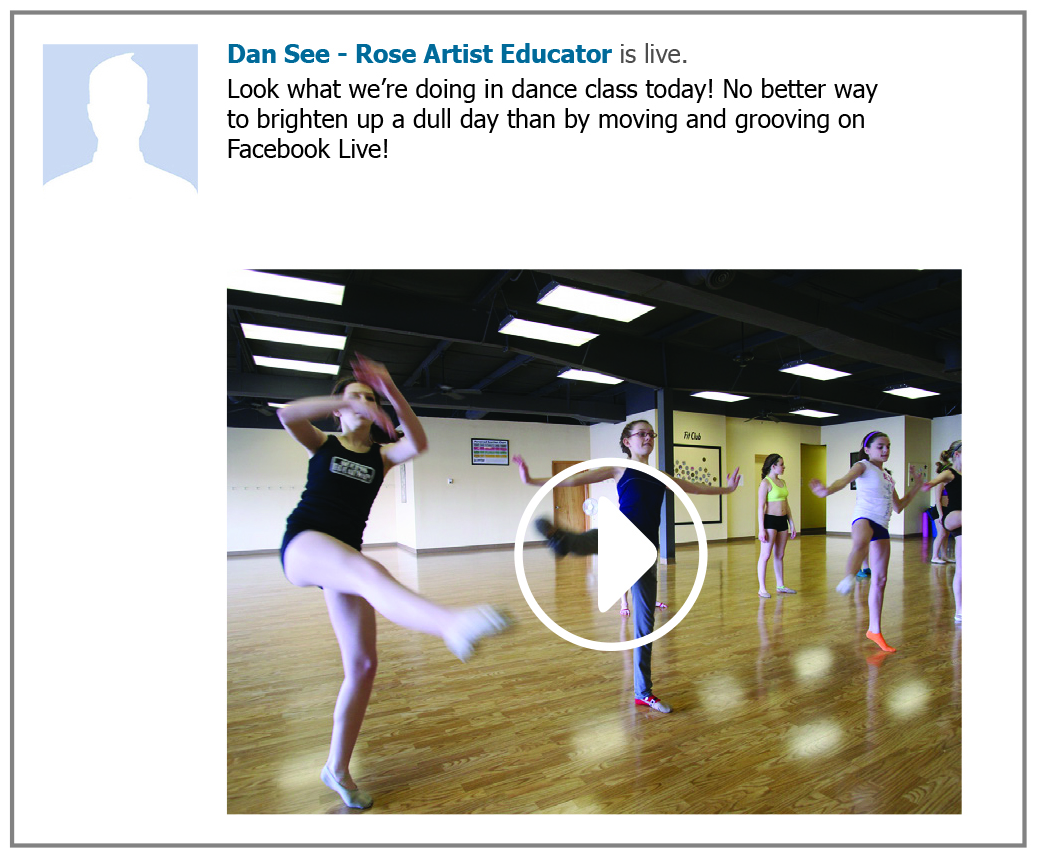 Dan See - Rose Artist Educator is live.
Look what we’re doing in dance class today! No better way
to brighten up a dull day than by moving and grooving on
Facebook Live!
Fit Club